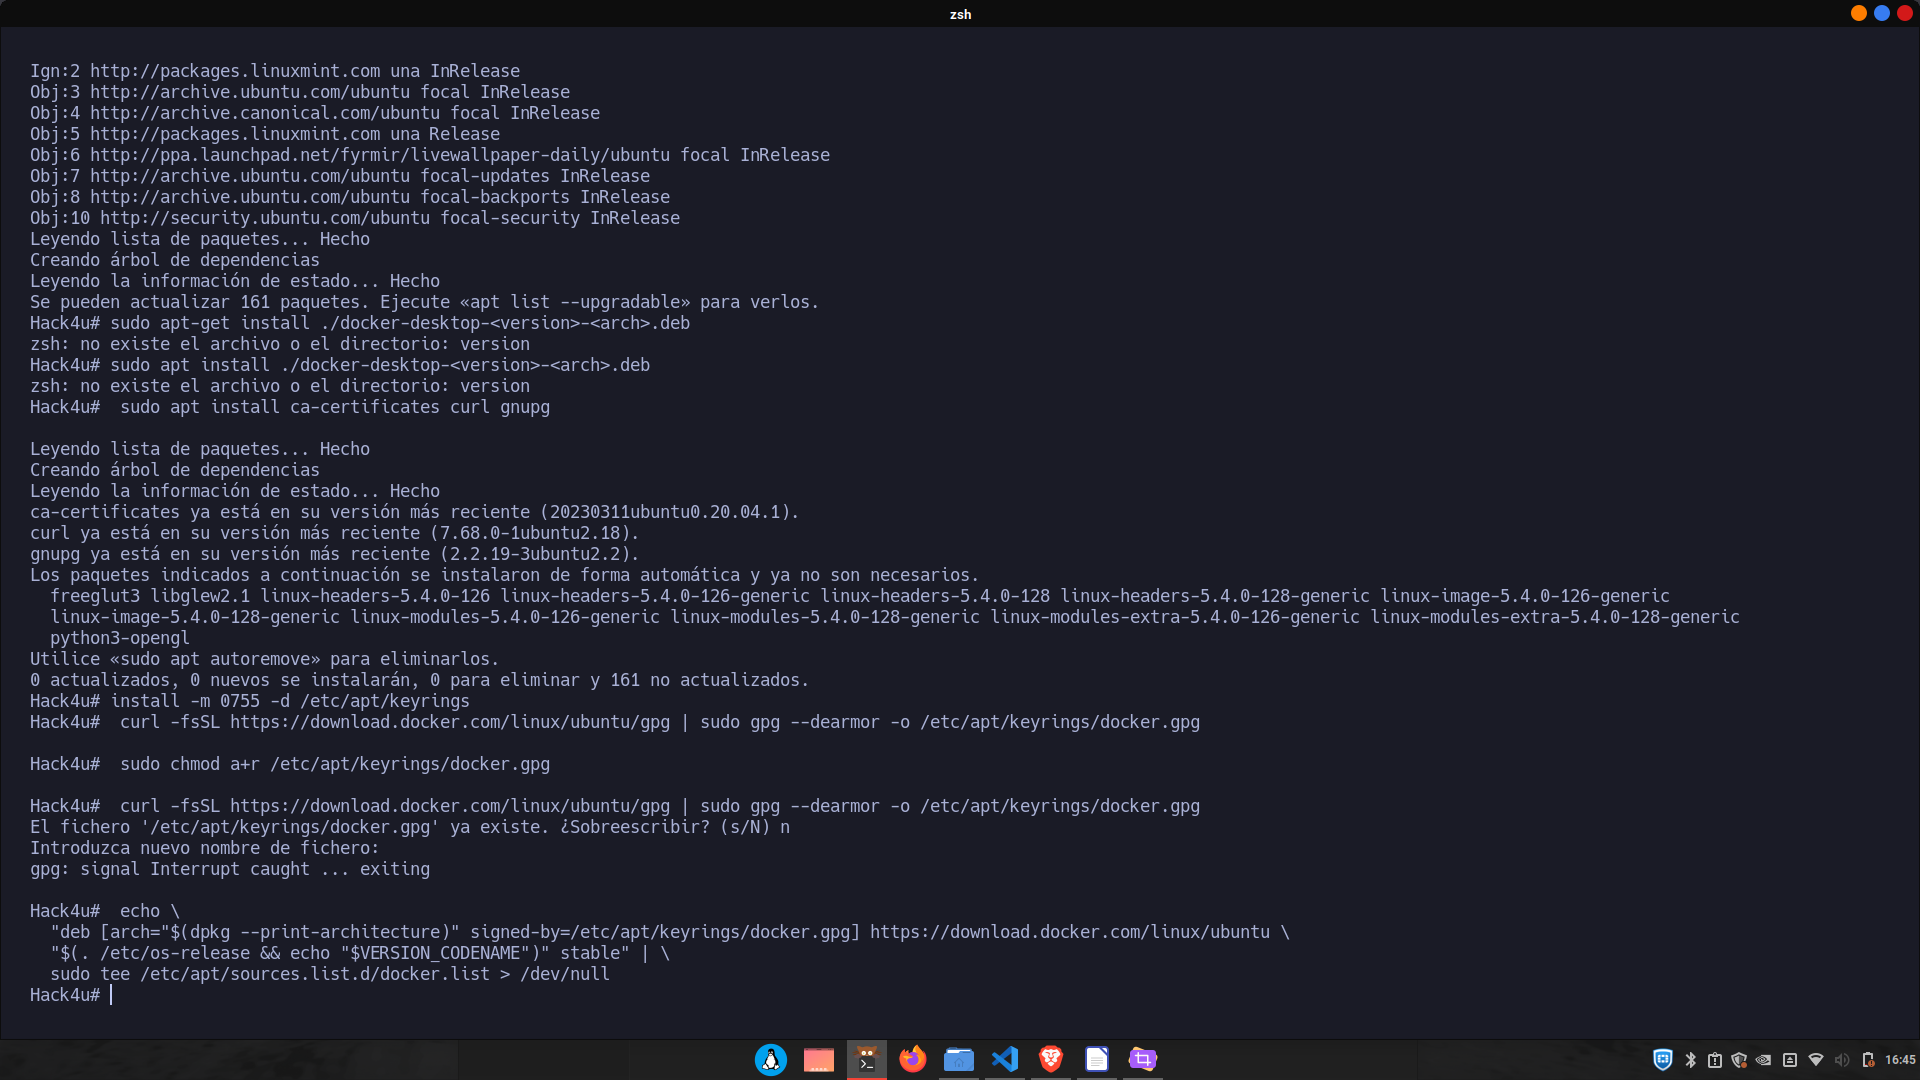 zsh
Ign:2 http://packages.linuxmint.com una InRelease
Obj:3 http://archive.ubuntu.com/ubuntu focal InRelease
Obj:4 http://archive.canonical.com/ubuntu focal InRelease
Obj:5 http://packages.linuxmint.com una Release
Obj:6 http://ppa.launchpad.net/fyrmir/livewallpaper-daily/ubuntu focal InRelease
Obj:7 http://archive.ubuntu.com/ubuntu focal-updates InRelease
Obj:8 http://archive.ubuntu.com/ubuntu focal-backports InRelease
Obj:10 http://security.ubuntu.com/ubuntu focal-security InRelease
Leyendo lista de paquetes... Hecho
Creando árbol de dependencias
Leyendo la información de estado... Hecho
Se pueden actualizar 161 paquetes. Ejecute «apt list --upgradable» para verlos.
Hack4u# sudo apt-get install ./docker-desktop-<version>-<arch>.deb
zsh: no existe el archivo o el directorio: version
Hack4u# sudo apt install ./docker-desktop-<version>-<arch>.deb
zsh: no existe el archivo o el directorio: version
Hack4u#  sudo apt install ca-certificates curl gnupg
Leyendo lista de paquetes... Hecho
Creando árbol de dependencias
Leyendo la información de estado... Hecho
ca-certificates ya está en su versión más reciente (20230311ubuntu0.20.04.1).
curl ya está en su versión más reciente (7.68.0-1ubuntu2.18).
gnupg ya está en su versión más reciente (2.2.19-3ubuntu2.2).
Los paquetes indicados a continuación se instalaron de forma automática y ya no son necesarios.
  freeglut3 libglew2.1 linux-headers-5.4.0-126 linux-headers-5.4.0-126-generic linux-headers-5.4.0-128 linux-headers-5.4.0-128-generic linux-image-5.4.0-126-generic
  linux-image-5.4.0-128-generic linux-modules-5.4.0-126-generic linux-modules-5.4.0-128-generic linux-modules-extra-5.4.0-126-generic linux-modules-extra-5.4.0-128-generic
  python3-opengl
Utilice «sudo apt autoremove» para eliminarlos.
0 actualizados, 0 nuevos se instalarán, 0 para eliminar y 161 no actualizados.
Hack4u# install -m 0755 -d /etc/apt/keyrings
Hack4u#  curl -fsSL https://download.docker.com/linux/ubuntu/gpg | sudo gpg --dearmor -o /etc/apt/keyrings/docker.gpg
Hack4u#  sudo chmod a+r /etc/apt/keyrings/docker.gpg
Hack4u#  curl -fsSL https://download.docker.com/linux/ubuntu/gpg | sudo gpg --dearmor -o /etc/apt/keyrings/docker.gpg
El fichero '/etc/apt/keyrings/docker.gpg' ya existe. ¿Sobreescribir? (s/N) n
Introduzca nuevo nombre de fichero:
gpg: signal Interrupt caught ... exiting
Hack4u#  echo \
  "deb [arch="$(dpkg --print-architecture)" signed-by=/etc/apt/keyrings/docker.gpg] https://download.docker.com/linux/ubuntu \
  "$(. /etc/os-release && echo "$VERSION_CODENAME")" stable" | \
  sudo tee /etc/apt/sources.list.d/docker.list > /dev/null
Hack4u#
16:45